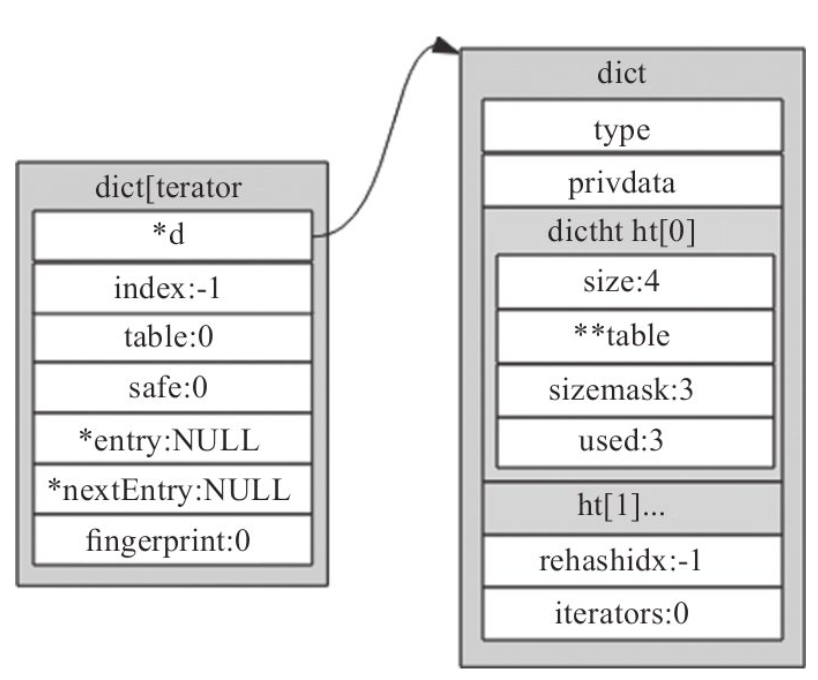 dict[terator
*d
index:-1
table:0
safe:0
*entry:NULL
*nextEntry:NULL
fingerprint:0
dict
type
privdata
dictht ht[0]
size:4
**table
sizemask:3
used:3
ht[1]...
rehashidx:-1
iterators:0